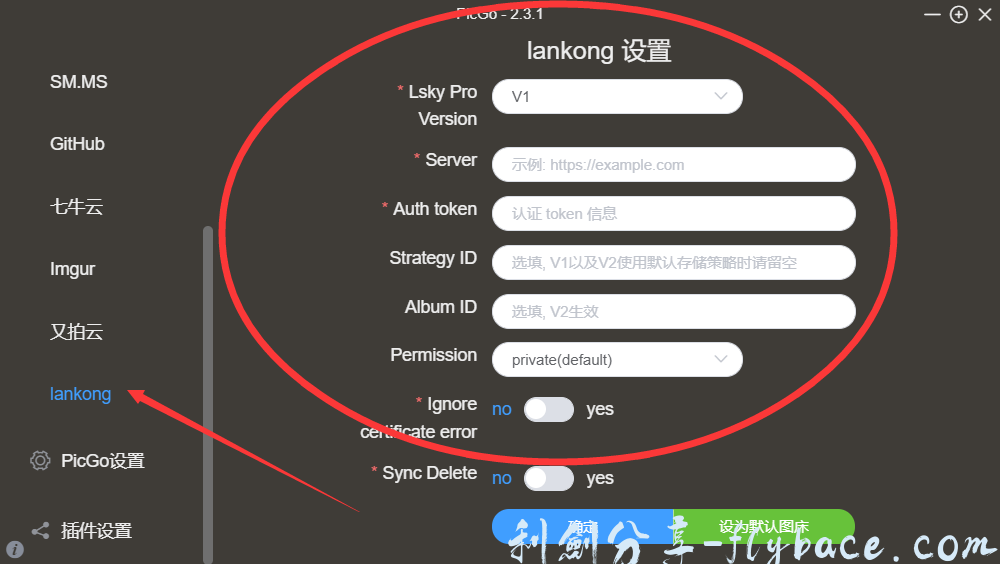 PicGo - 2.3.1
SM.MS
GitHub
七牛云
Imgur
又拍云
lankong
PicGo设置
插件设置
lankong 设置
* Lsky Pro
Version
V1
* Server
示例: https://example.com
* Auth token
认证 token 信息
Strategy ID
选填, V1以及V2使用默认存储策略时请留空
Album ID
选填, V2生效
Permission
private(default)
* Ignore
certificate error
no
yes
* Sync Delete
no
yes
确定
设为默认图床
利劍分享-flybace.com